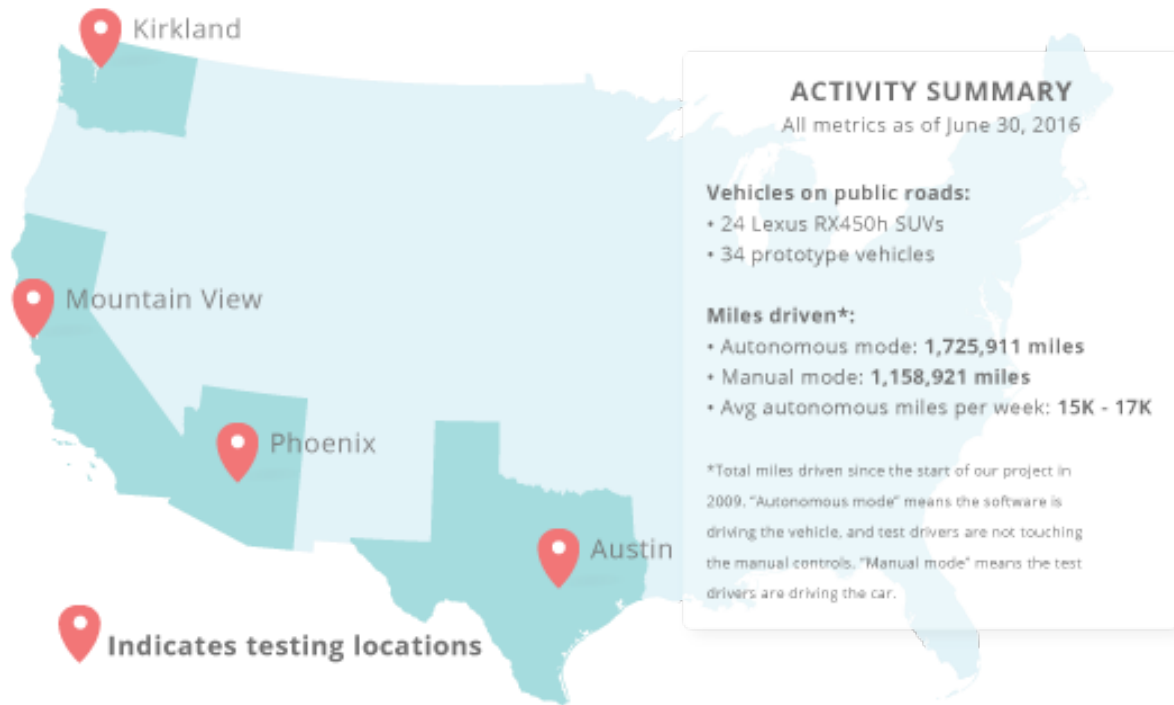 Kirkland
Mountain View
Phoenix
Austin
Indicates testing locations
ACTIVITY SUMMARY
All metrics as of June 30, 2016
Vehicles on public roads:
• 24 Lexus RX450h SUVs
• 34 prototype vehicles
Miles driven*:
• Autonomous mode: 1,725,911 miles
• Manual mode: 1,158,921 miles
• Avg autonomous miles per week: 15K - 17K
*Total miles driven since the start of our project in
2009. "Autonomous mode" means the software is
driving the vehicle, and test drivers are not touching
the manual controls. "Manual mode" means the test
drivers are driving the car.